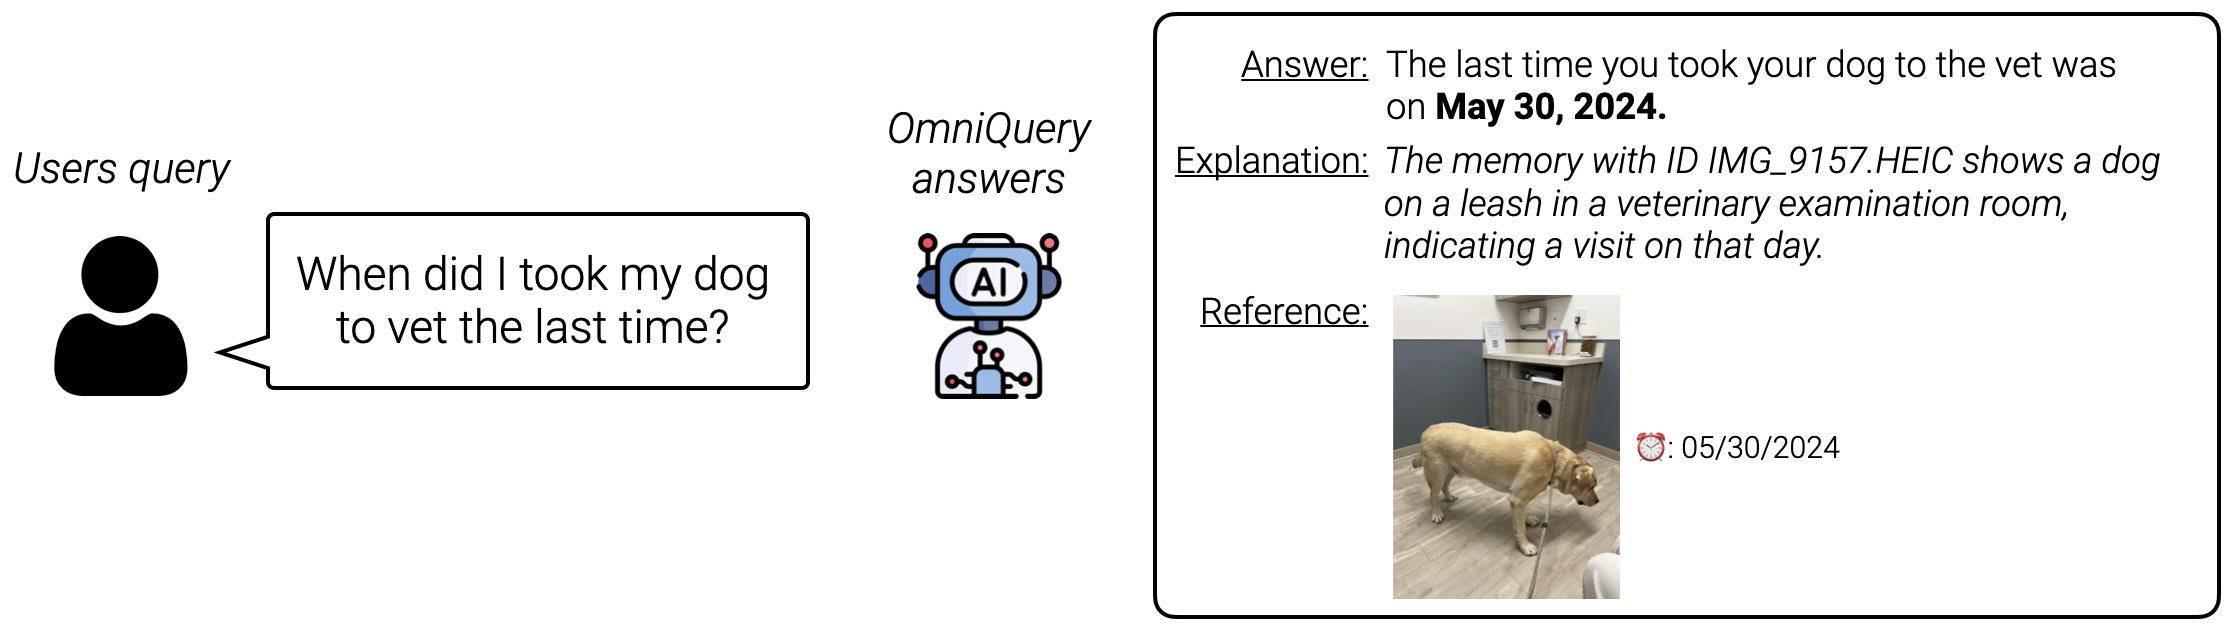 Users query
When did I took my dog
to vet the last time?
OmniQuery
answers
AI
Answer: The last time you took your dog to the vet was
on May 30, 2024.
Explanation: The memory with ID IMG_9157.HEIC shows a dog
on a leash in a veterinary examination room,
indicating a visit on that day.
Reference:
: 05/30/2024